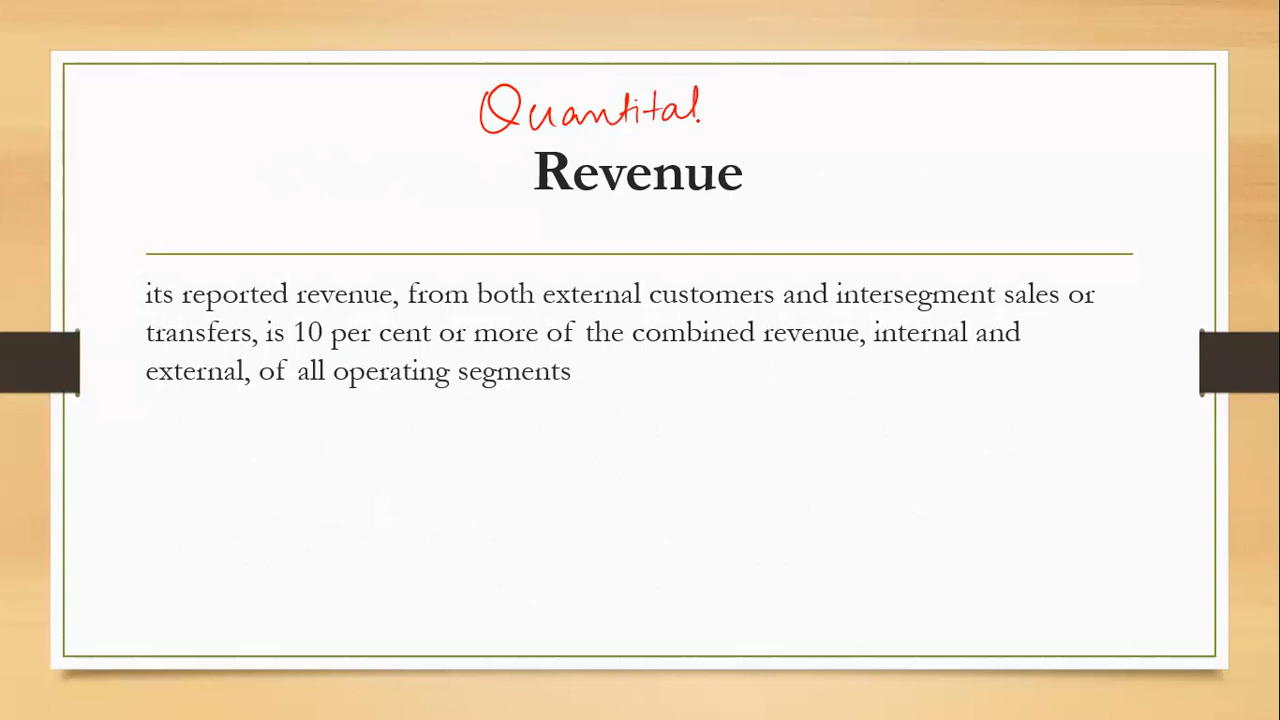 Quantital
Revenue
its reported revenue, from both external customers and intersegment sales or
transfers, is 10 per cent or more of the combined revenue, internal and
external, of all operating segments